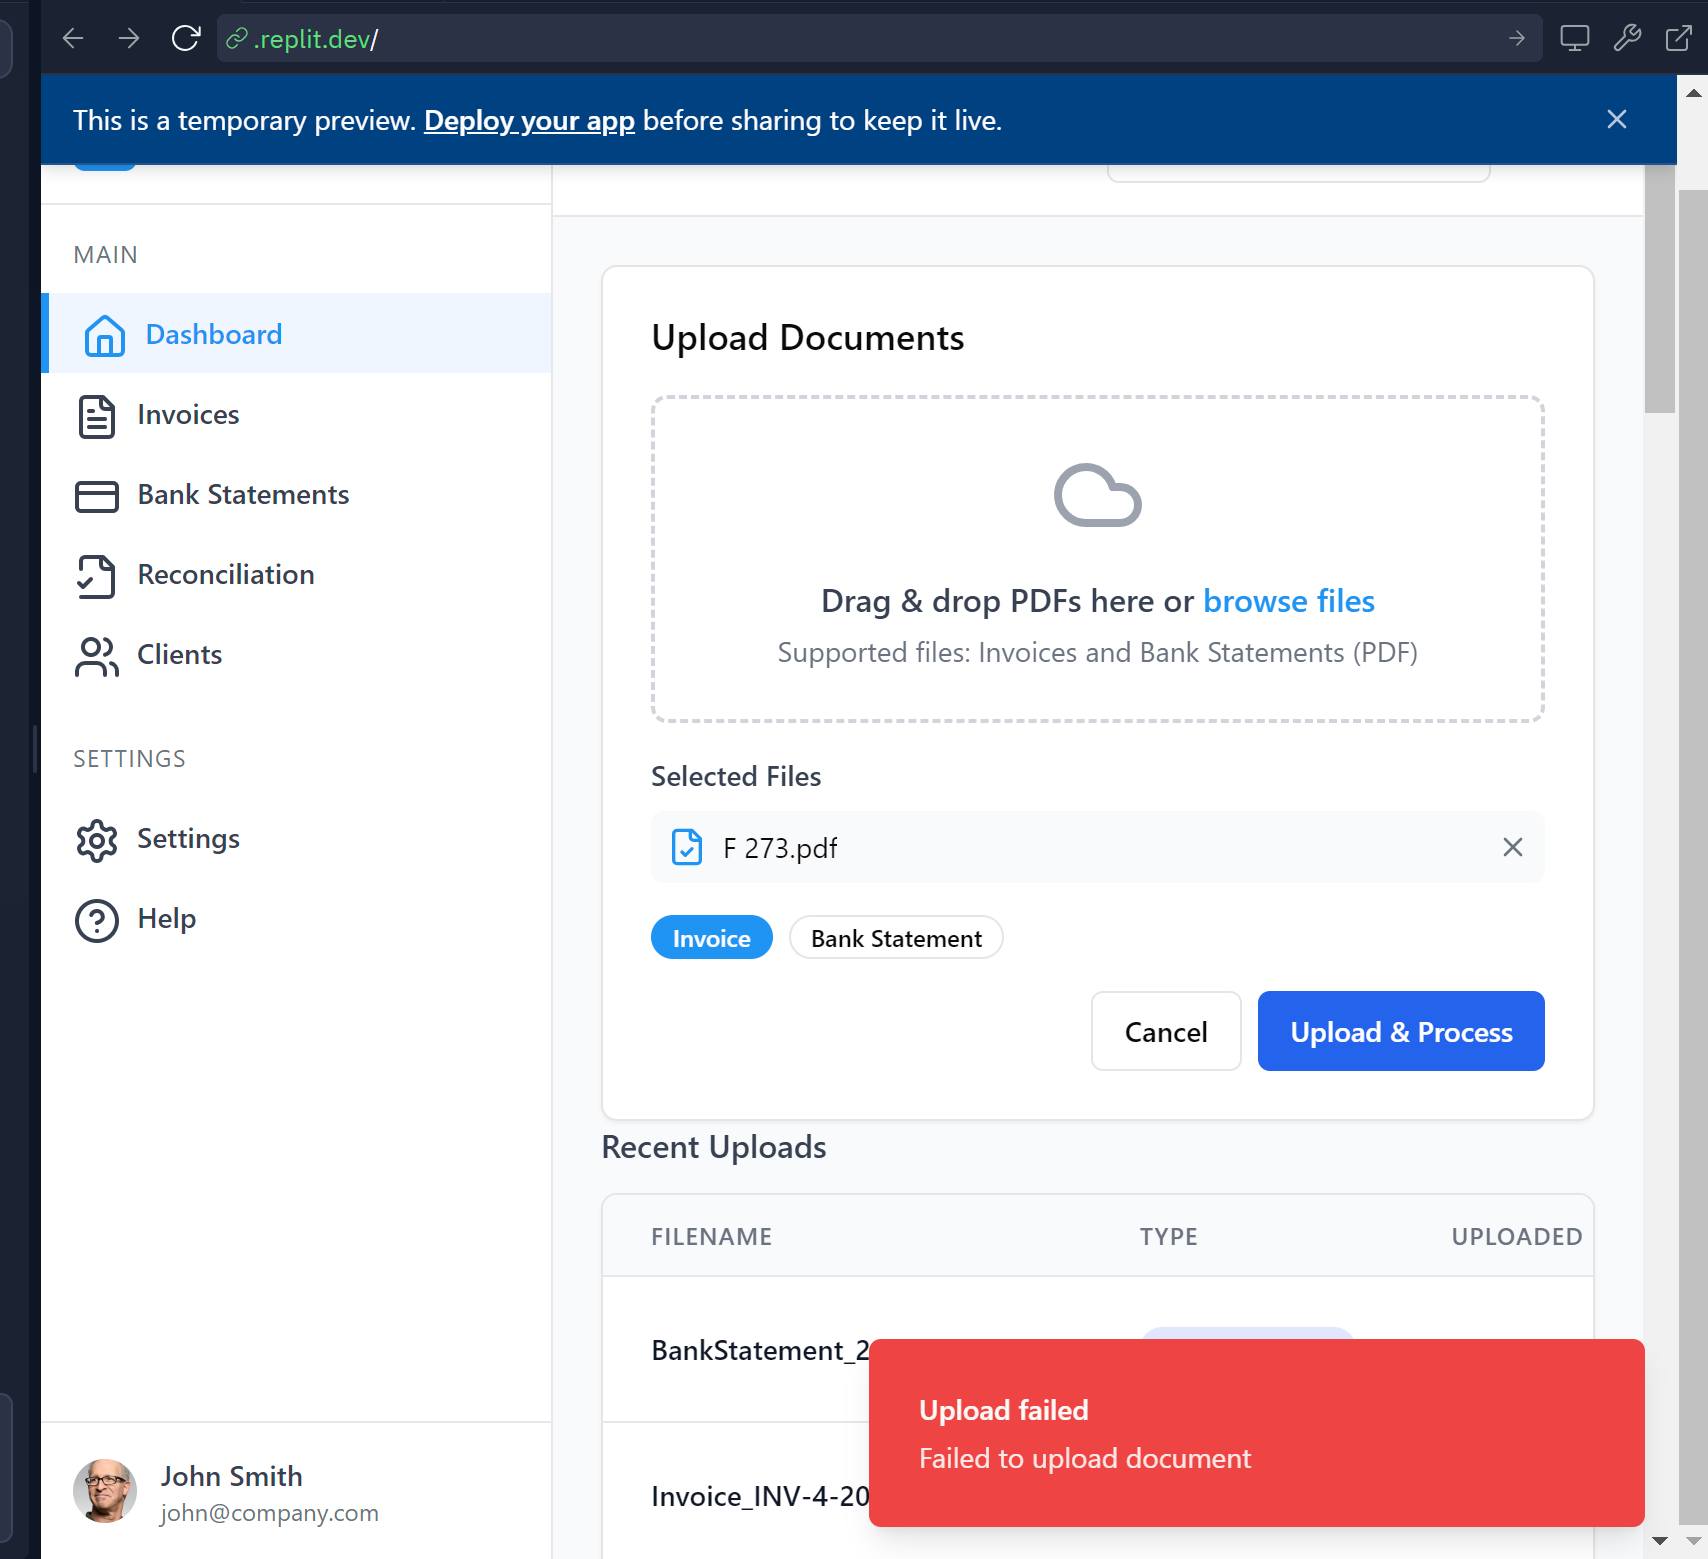 .replit.dev/
This is a temporary preview. Deploy your app before sharing to keep it live.
MAIN
Dashboard
Invoices
Bank Statements
Reconciliation
Clients
SETTINGS
Settings
Help
John Smith
john@company.com
Upload Documents
Drag & drop PDFs here or browse files
Supported files: Invoices and Bank Statements (PDF)
Selected Files
F 273.pdf
Invoice Bank Statement
Cancel Upload & Process
Recent Uploads
FILENAME TYPE UPLOADED
BankStatement_2
Invoice_INV-4-20
Upload failed
Failed to upload document